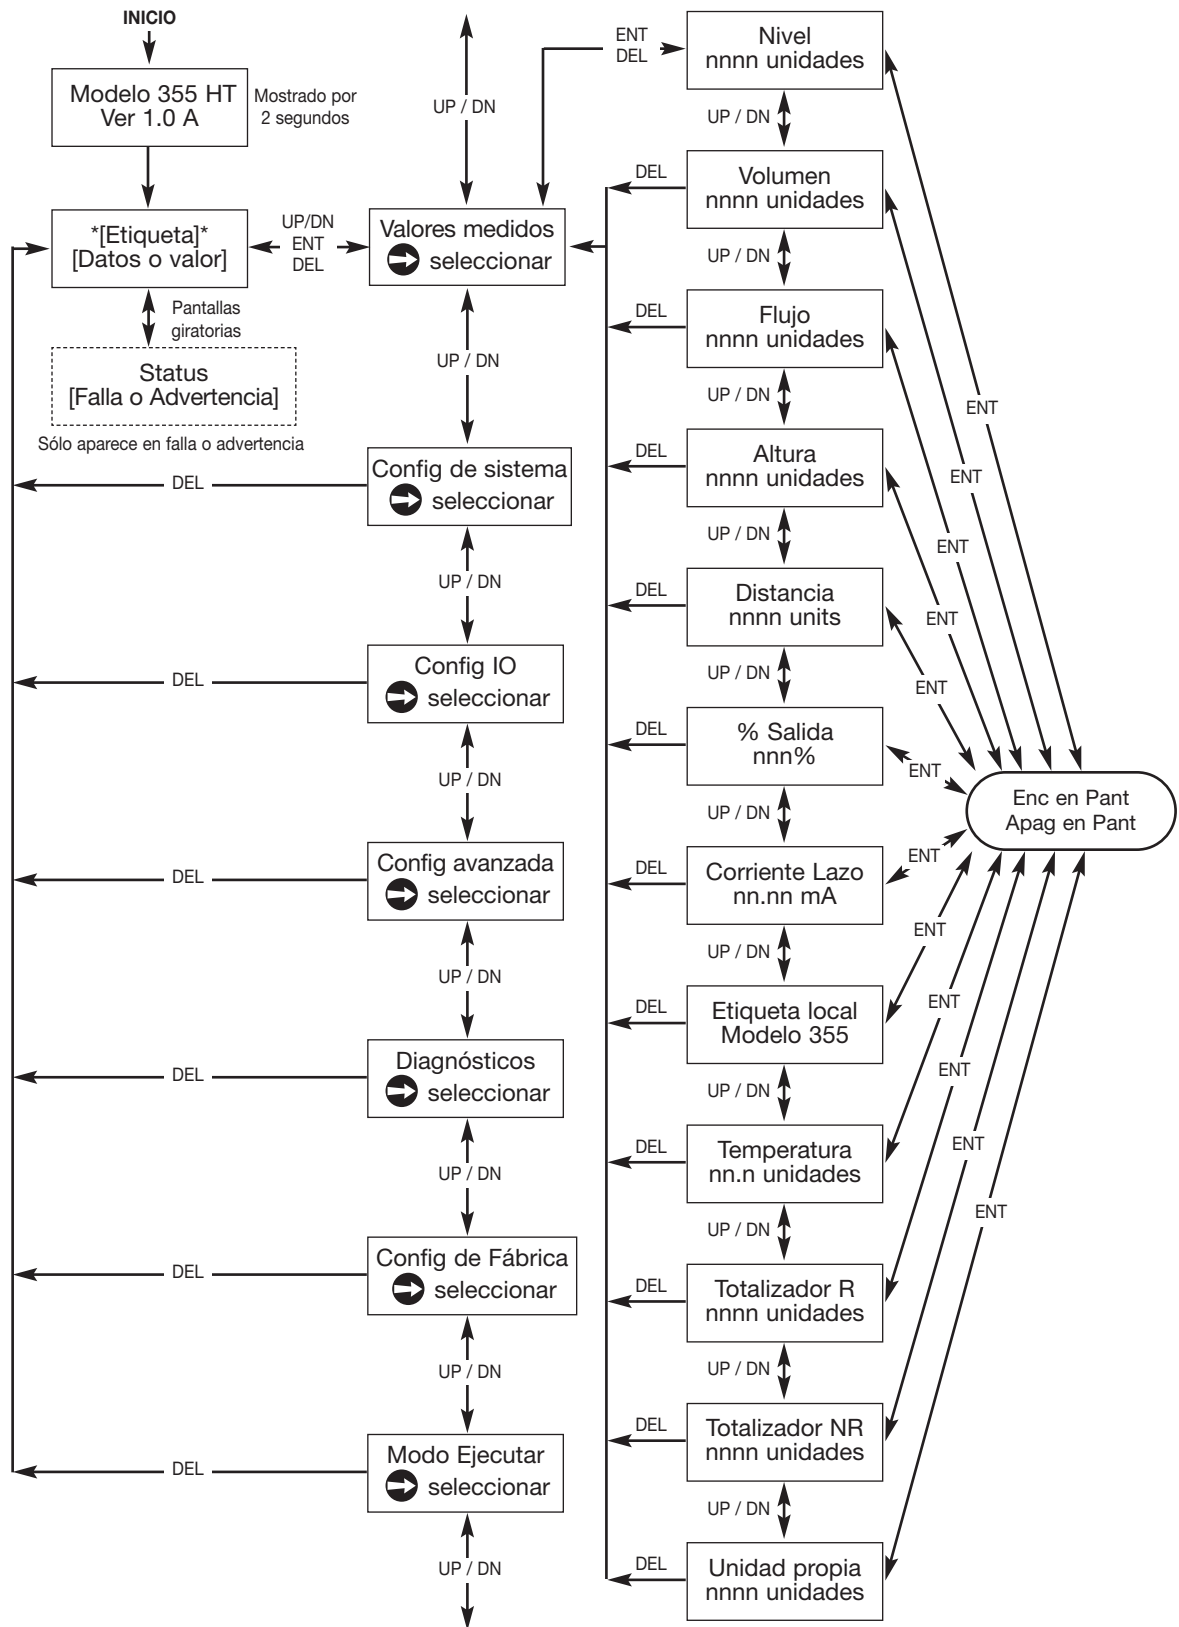 INICIO
Modelo 355 HT
Ver 1.0 A
Mostrado por
2 segundos
*[Etiqueta]*
[Datos o valor]
UP/DN
ENT
DEL
Pantallas
giratorias
Status
[Falla o Advertencia]
Sólo aparece en falla o advertencia
UP / DN
Valores medidos
seleccionar
UP / DN
Config de sistema
seleccionar
DEL
UP / DN
Config IO
seleccionar
DEL
UP / DN
Config avanzada
seleccionar
DEL
UP / DN
Diagnósticos
seleccionar
DEL
UP / DN
Config de Fábrica
seleccionar
DEL
UP / DN
Modo Ejecutar
seleccionar
DEL
UP / DN
ENT
DEL
Nivel
nnnn unidades
UP / DN
DEL
Volumen
nnnn unidades
UP / DN
DEL
Flujo
nnnn unidades
UP / DN
DEL
Altura
nnnn unidades
UP / DN
DEL
Distancia
nnnn units
UP / DN
DEL
% Salida
nnn%
UP / DN
DEL
Corriente Lazo
nn.nn mA
UP / DN
DEL
Etiqueta local
Modelo 355
UP / DN
DEL
Temperatura
nn.n unidades
UP / DN
DEL
Totalizador R
nnnn unidades
UP / DN
DEL
Totalizador NR
nnnn unidades
UP / DN
DEL
Unidad propia
nnnn unidades
ENT
ENT
ENT
ENT
ENT
ENT
Enc en Pant
Apag en Pant
ENT
ENT
ENT
ENT
ENT
ENT